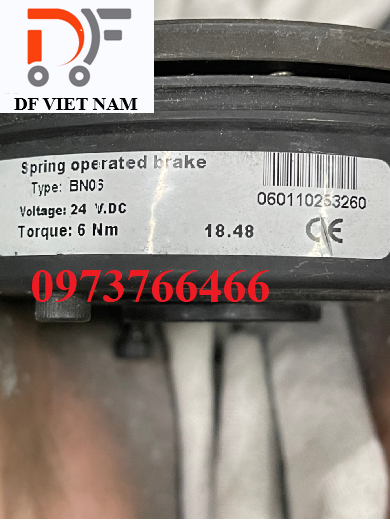 DF
DF VIET NAM
Spring operated brake
Type: BN06
Voltage: 24 V.DC
060110253260
Torque: 6 Nm
18.48
CE
0973766466